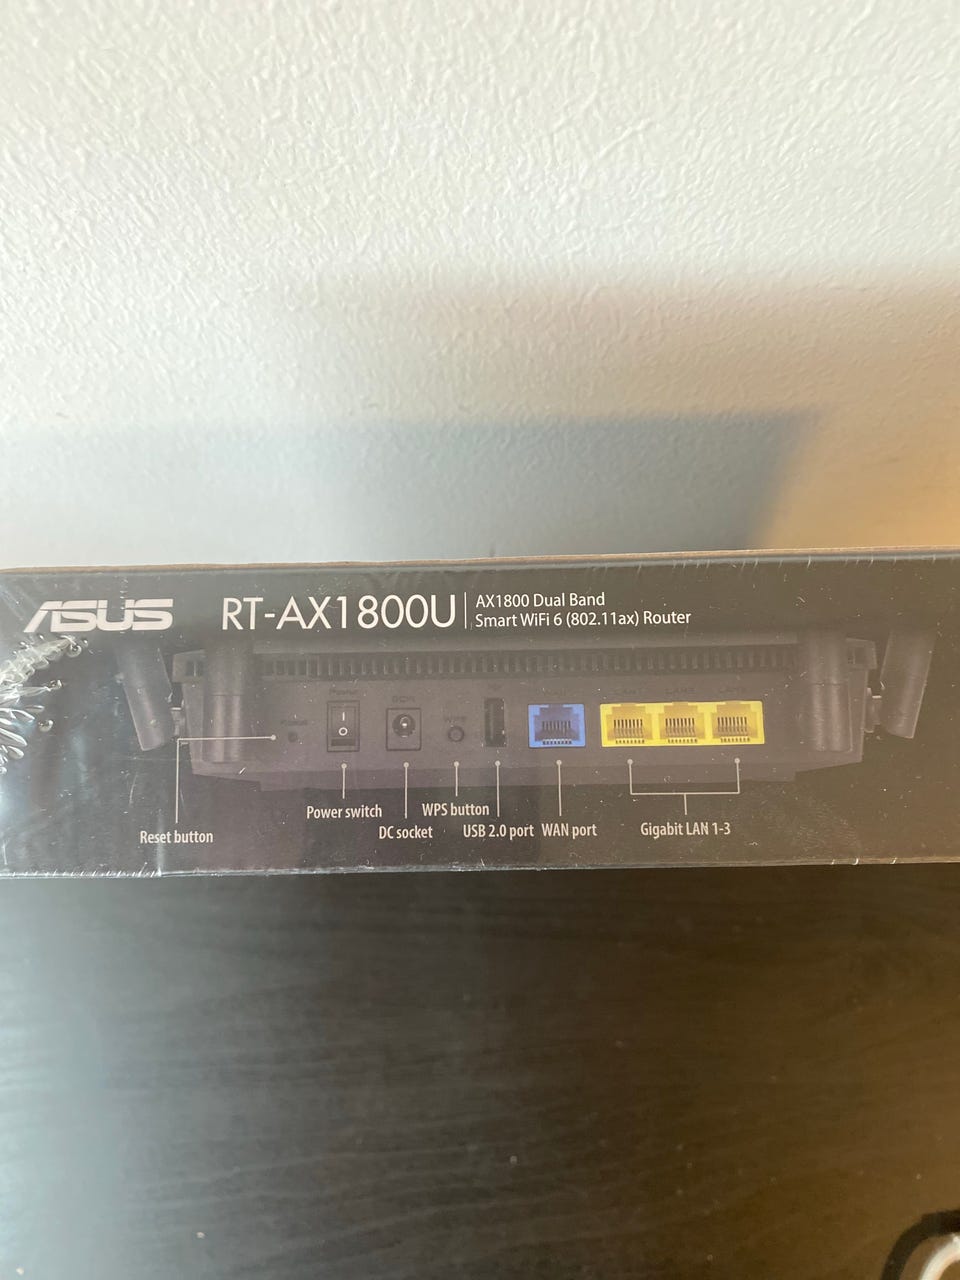 ASUS
RT-AX1800U
AX1800 Dual Band
Smart WiFi 6 (802.11ax) Router
Reset button
Power switch
DC socket
WPS button
USB 2.0 port
WAN port
Gigabit LAN 1-3